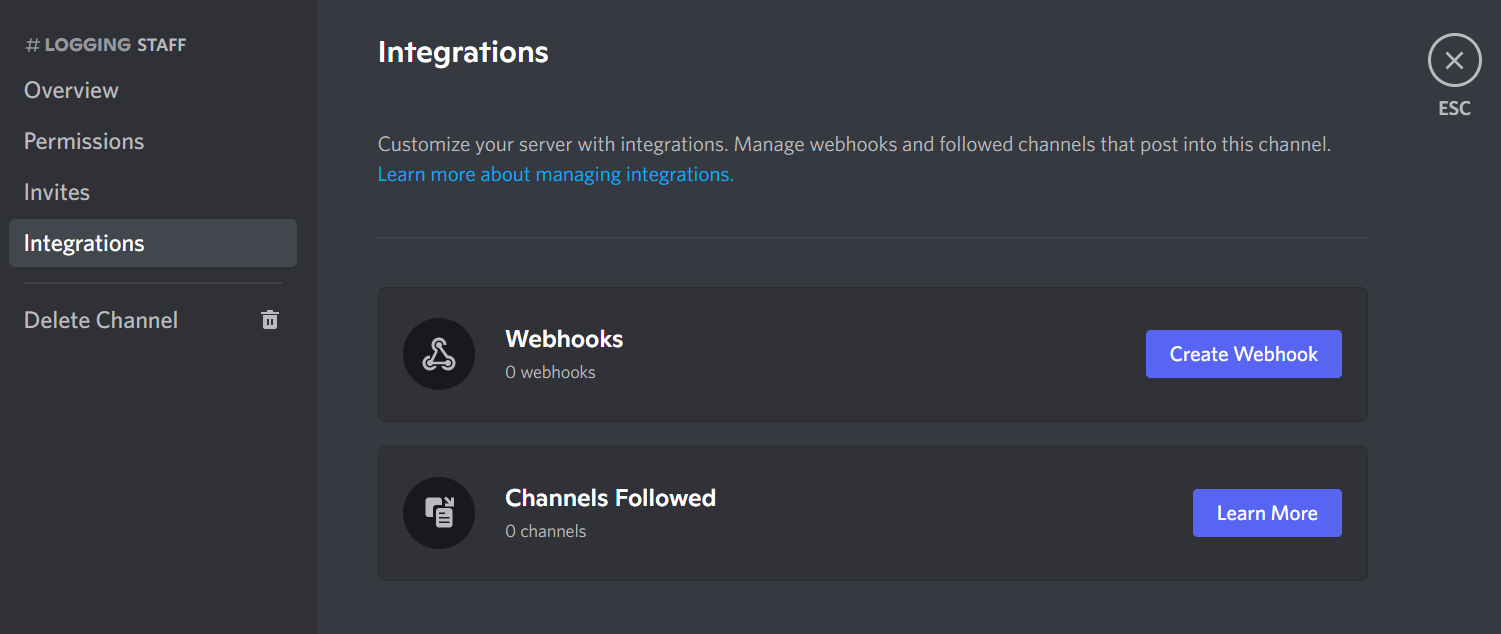 # LOGGING STAFF
Overview
Permissions
Invites
Integrations
Delete Channel
Integrations
Customize your server with integrations. Manage webhooks and followed channels that post into this channel.
Learn more about managing integrations.
Webhooks
0 webhooks
Create Webhook
Channels Followed
0 channels
Learn More
ESC